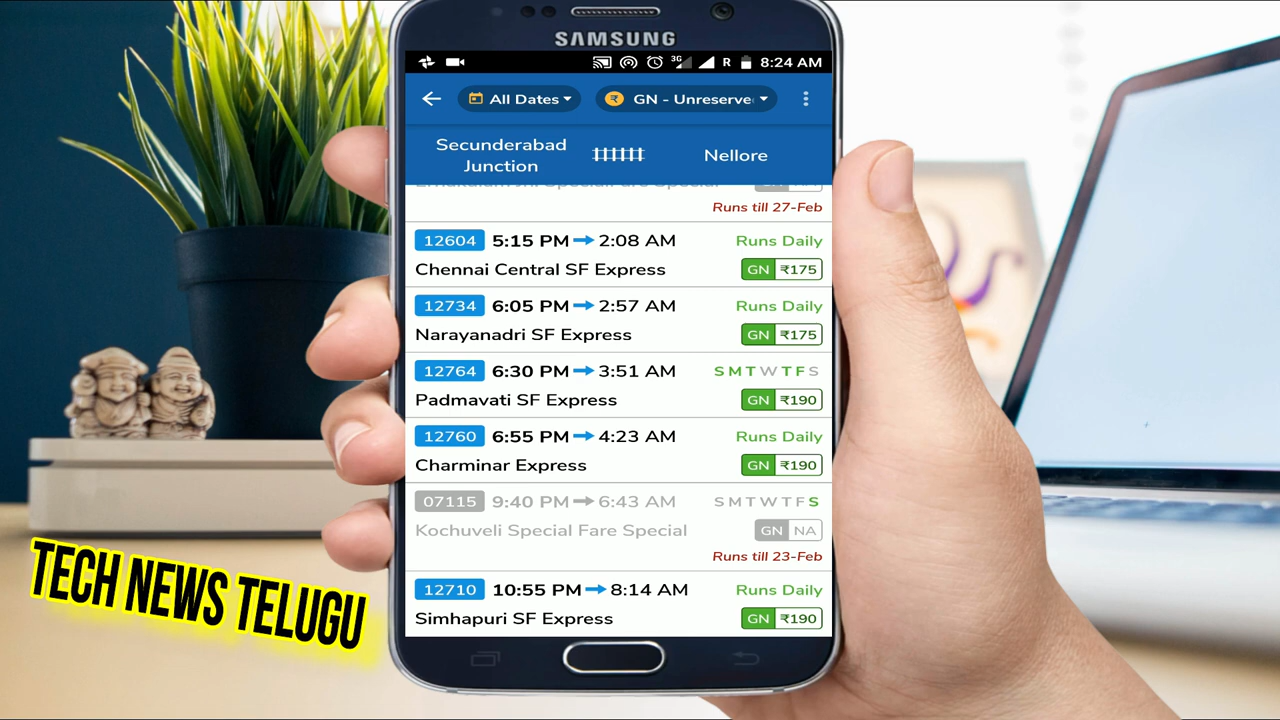 SAMSUNG
3G R 8:24 AM
All Dates GN - Unreserve
Secunderabad Junction Nellore
Runs till 27-Feb
12604 5:15 PM 2:08 AM Runs Daily
Chennai Central SF Express GN ₹175
12734 6:05 PM 2:57 AM Runs Daily
Narayanadri SF Express GN ₹175
12764 6:30 PM 3:51 AM S M T W T F S
Padmavati SF Express GN ₹190
12760 6:55 PM 4:23 AM Runs Daily
Charminar Express GN ₹190
07115 9:40 PM 6:43 AM S M T W T F S
Kochuveli Special Fare Special GN NA
Runs till 23-Feb
12710 10:55 PM 8:14 AM Runs Daily
Simhapuri SF Express GN ₹190
TECH NEWS TELUGU